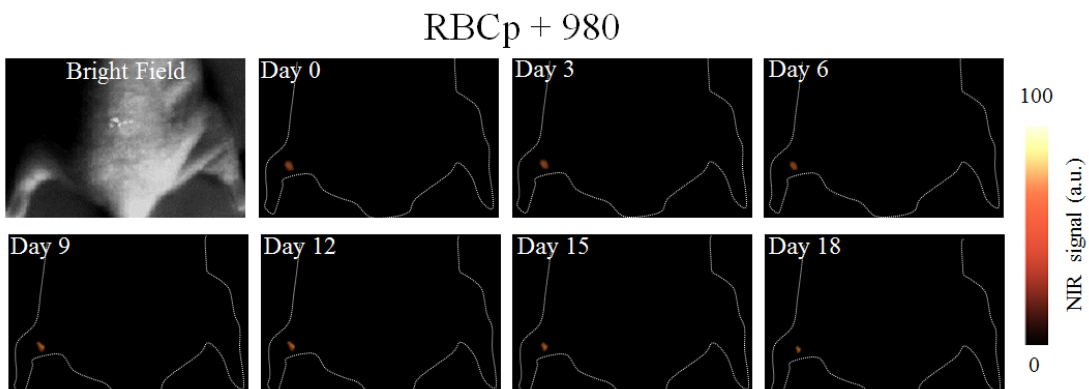 RBCp + 980
Bright Field
Day 0
Day 3
Day 6
100
Day 9
Day 12
Day 15
Day 18
NIR signal (a.u.)
0